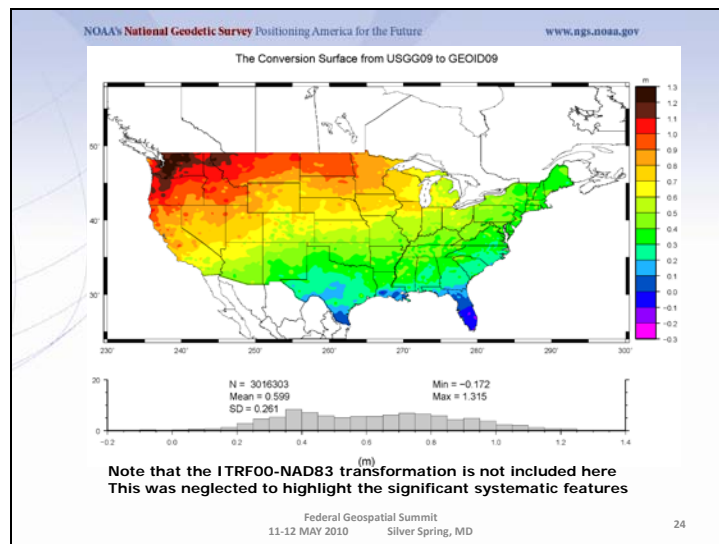 NOAA's National Geodetic Survey Positioning America for the Future www.ngs.noaa.gov
The Conversion Surface from USGG09 to GEOID09
m
1.3
1.2
1.1
1.0
0.9
0.8
0.7
0.6
0.5
0.4
0.3
0.2
0.1
0.0
−0.1
−0.2
−0.3
50˚
40˚
30˚
230˚ 240˚ 250˚ 260˚ 270˚ 280˚ 290˚ 300˚
20
0
N = 3016303
Mean = 0.599
SD = 0.261
Min = −0.172
Max = 1.315
−0.2 0.0 0.2 0.4 0.6 0.8 1.0 1.2 1.4
(m)
Note that the ITRF00-NAD83 transformation is not included here
This was neglected to highlight the significant systematic features
Federal Geospatial Summit
11-12 MAY 2010 Silver Spring, MD
24